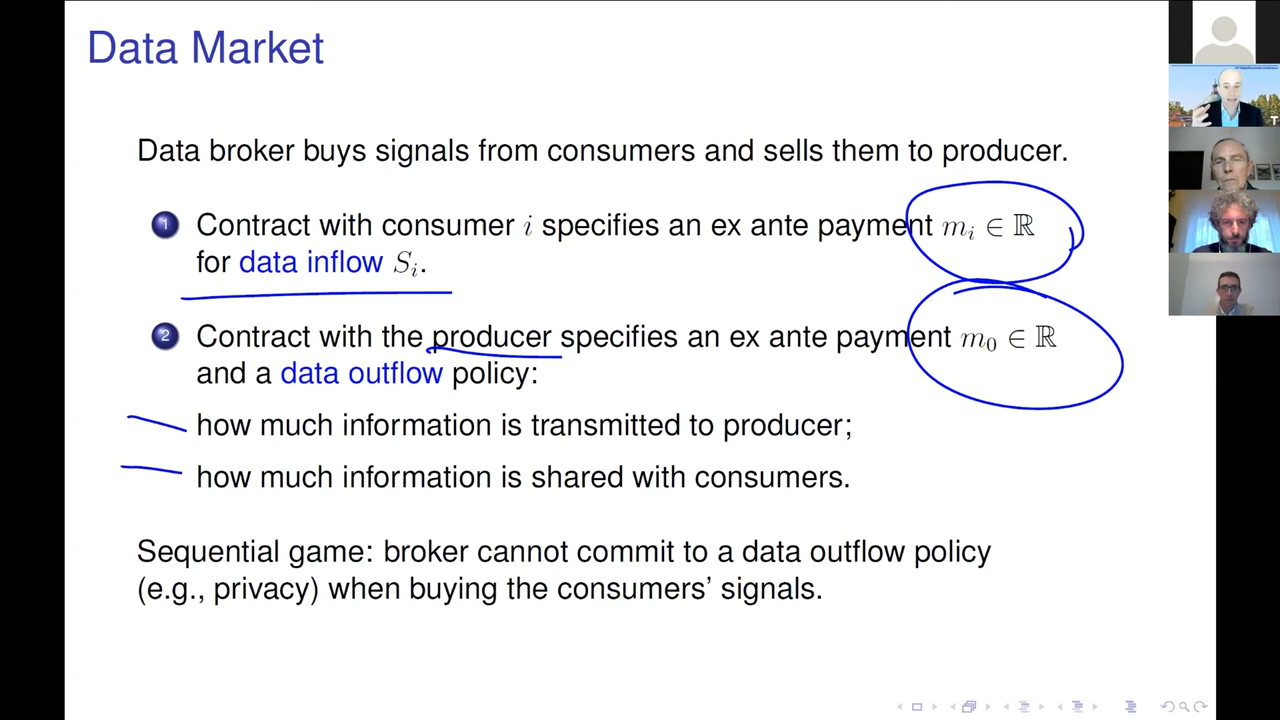 Data Market
Data broker buys signals from consumers and sells them to producer.
1 Contract with consumer i specifies an ex ante payment mᵢ ∈ ℝ
for data inflow Sᵢ.
2 Contract with the producer specifies an ex ante payment m₀ ∈ ℝ
and a data outflow policy:
how much information is transmitted to producer;
how much information is shared with consumers.
Sequential game: broker cannot commit to a data outflow policy
(e.g., privacy) when buying the consumers’ signals.